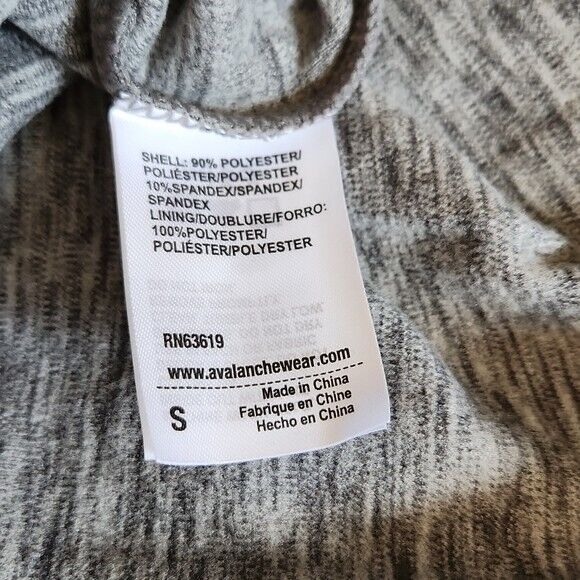 SHELL: 90% POLYESTER/
POLIÉSTER/POLYESTER
10%SPANDEX/SPANDEX/
SPANDEX
LINING/DOUBLURE/FORRO:
100%POLYESTER/
POLIÉSTER/POLYESTER
RN63619
www.avalanchewear.com
S
Made in China
Fabrique en Chine
Hecho en China